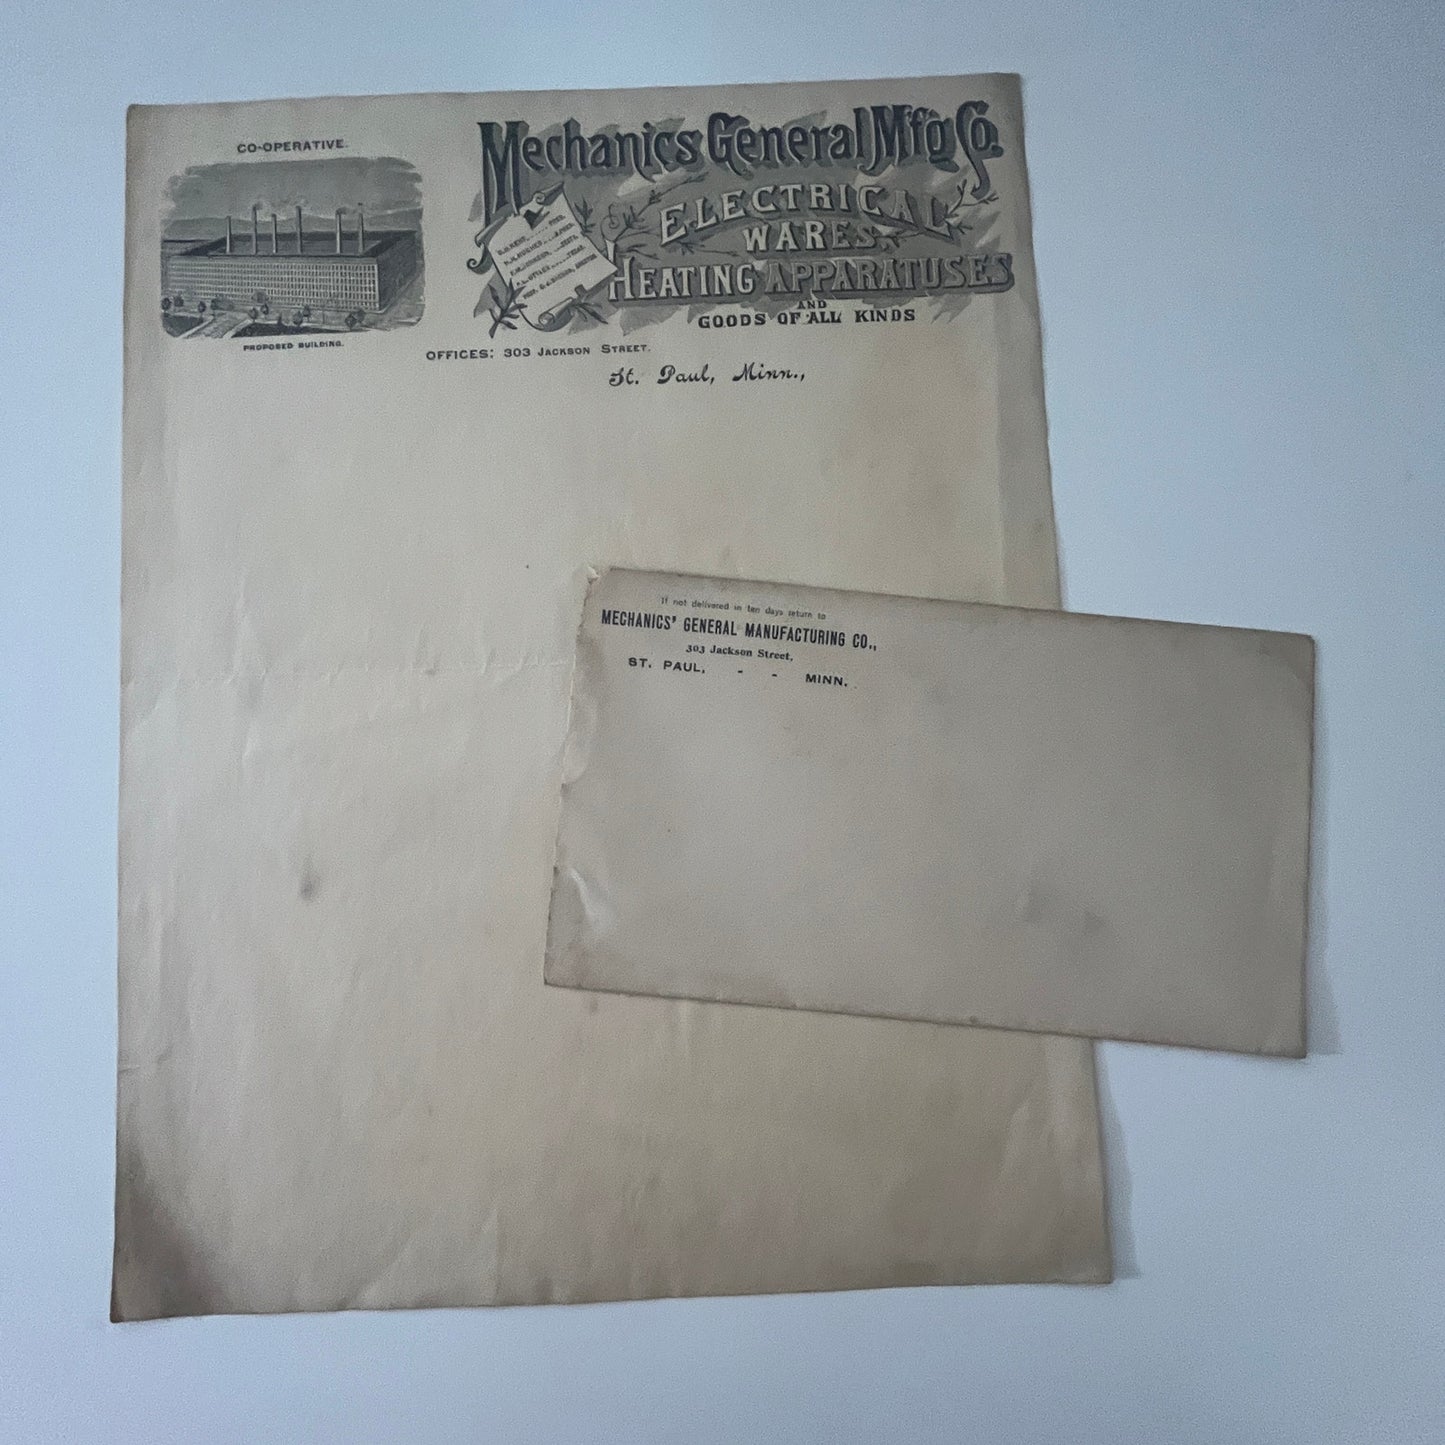 CO-OPERATIVE.
PROPOSED BUILDING.
Mechanics General Mfg Co.
ELECTRICAL
WARES,
HEATING APPARATUSES
AND
GOODS OF ALL KINDS
OFFICES: 303 JACKSON STREET.
St. Paul, Minn.,
If not delivered in ten days return to
MECHANICS' GENERAL MANUFACTURING CO.,
303 Jackson Street,
ST. PAUL, - - MINN.